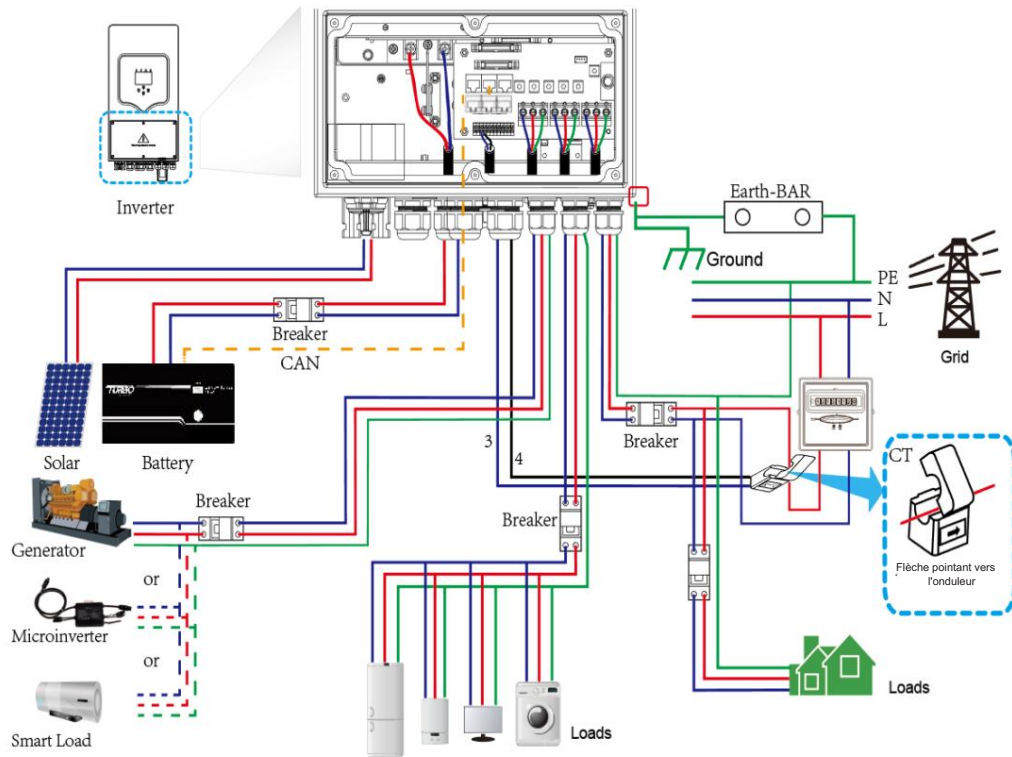 Inverter
Earth-BAR
Ground
PE
N
L
Grid
Breaker
CAN
TURBO
Solar
Battery
3
4
Breaker
CT
Flèche pointant vers
l'onduleur
Breaker
Generator
Breaker
or
Microinverter
or
Smart Load
Loads
Loads